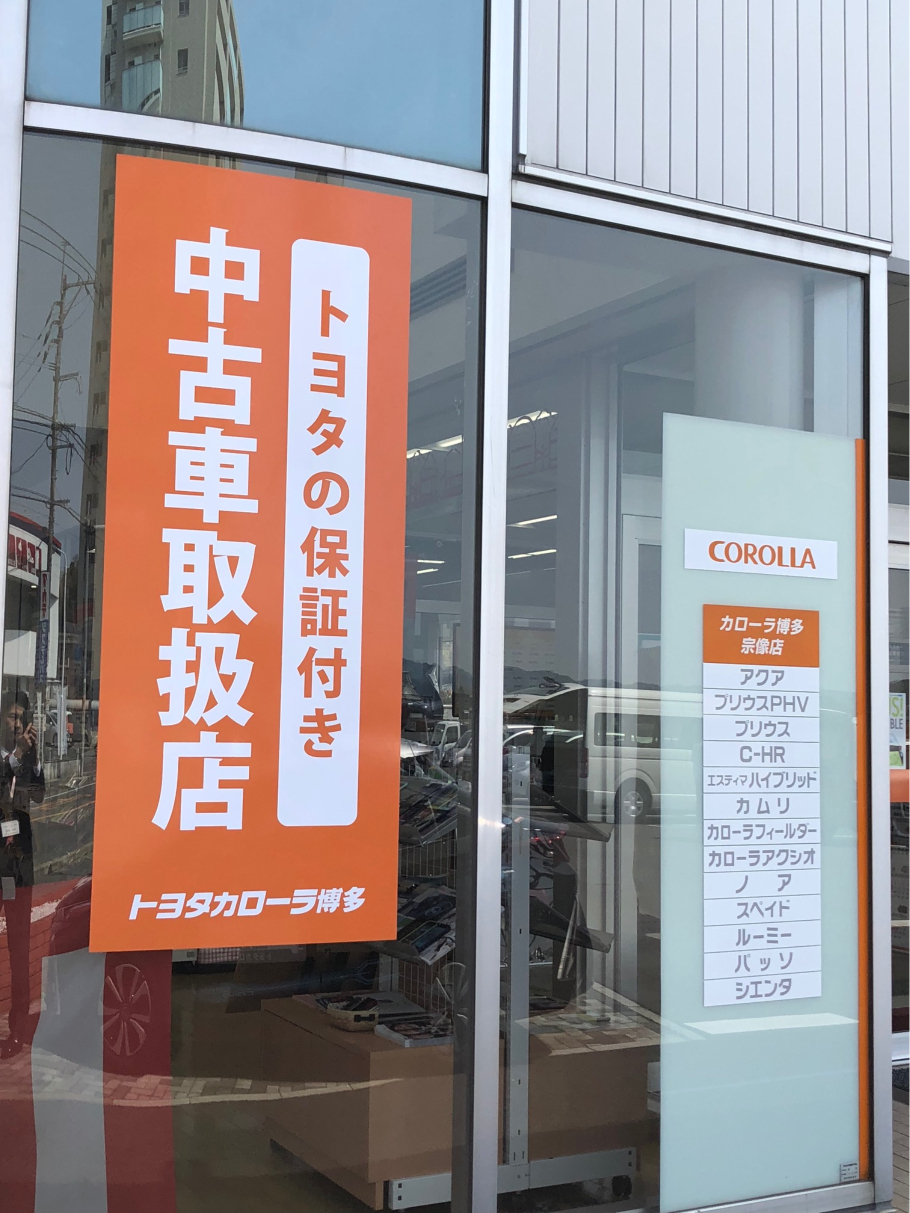 トヨタの保証付き
中古車取扱店
トヨタカローラ博多
COROLLA
カローラ博多
宗像店
アクア
プリウスPHV
プリウス
C-HR
エスティマハイブリッド
カムリ
カローラフィールダー
カローラアクシオ
ノア
スペイド
ルーミー
パッソ
シエンタ